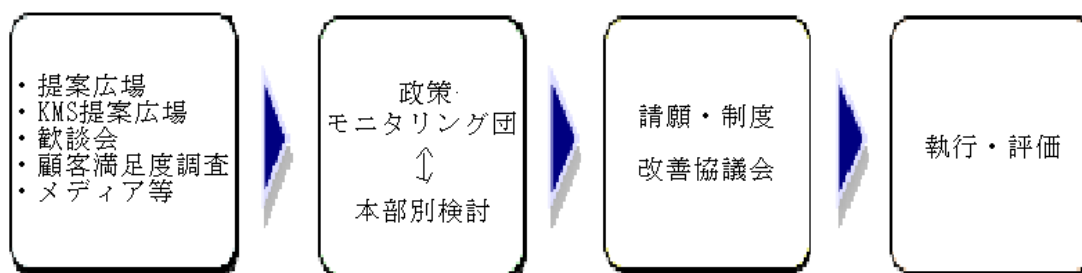 ・提案広場
・KMS提案広場
・歓談会
・顧客満足度調査
・メディア等
政策·
モニタリング団
↕
本部別検討
請願・制度
改善協議会
執行・評価